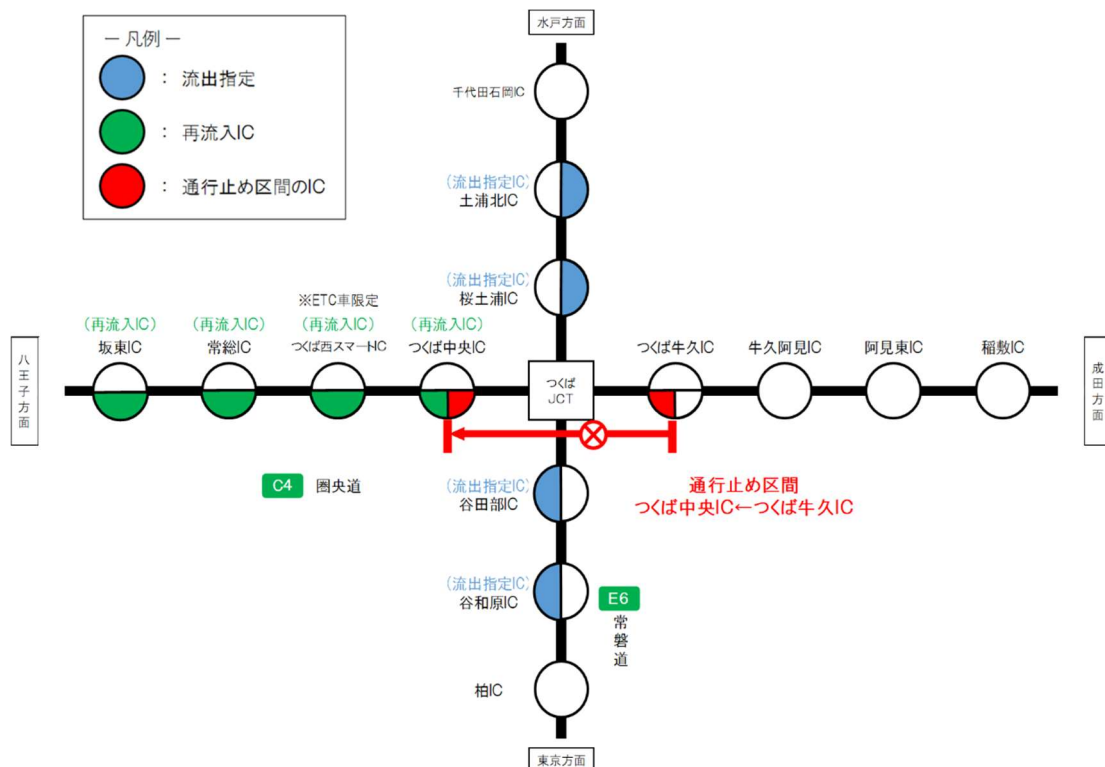 ― 凡例 ―
： 流出指定
： 再流入IC
： 通行止め区間のIC
水戸方面
千代田石岡IC
(流出指定IC)
土浦北IC
(流出指定IC)
桜土浦IC
※ETC車限定
(再流入IC)
(再流入IC)
(再流入IC)
(再流入IC)
坂東IC
常総IC
つくば西スマートIC
つくば中央IC
つくば牛久IC
牛久阿見IC
阿見東IC
稲敷IC
八王子方面
つくば
JCT
成田方面
C4 圏央道
(流出指定IC)
谷田部IC
通行止め区間
つくば中央IC←つくば牛久IC
(流出指定IC)
谷和原IC
E6
常磐道
柏IC
東京方面